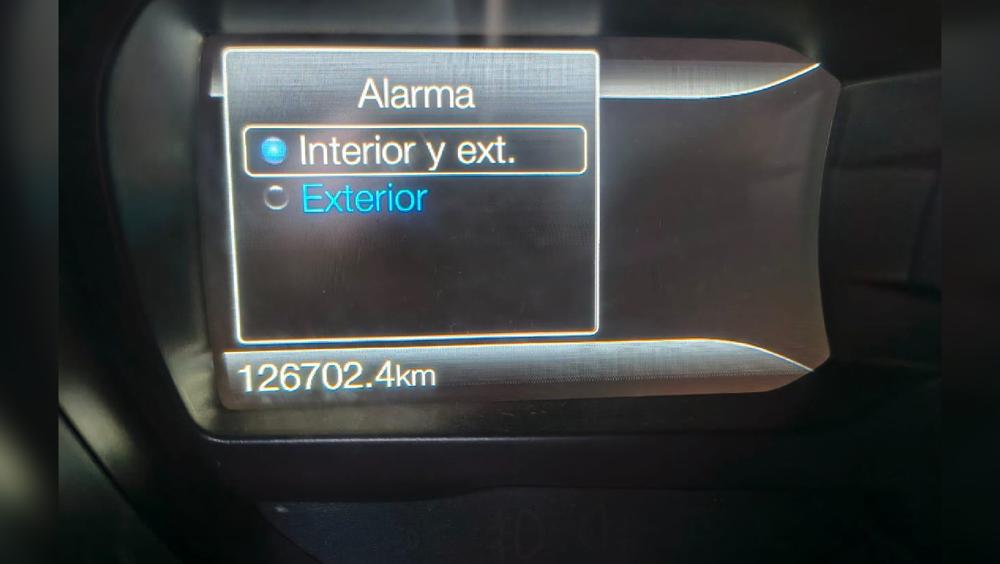 Alarma
Interior y ext.
Exterior
126702.4km